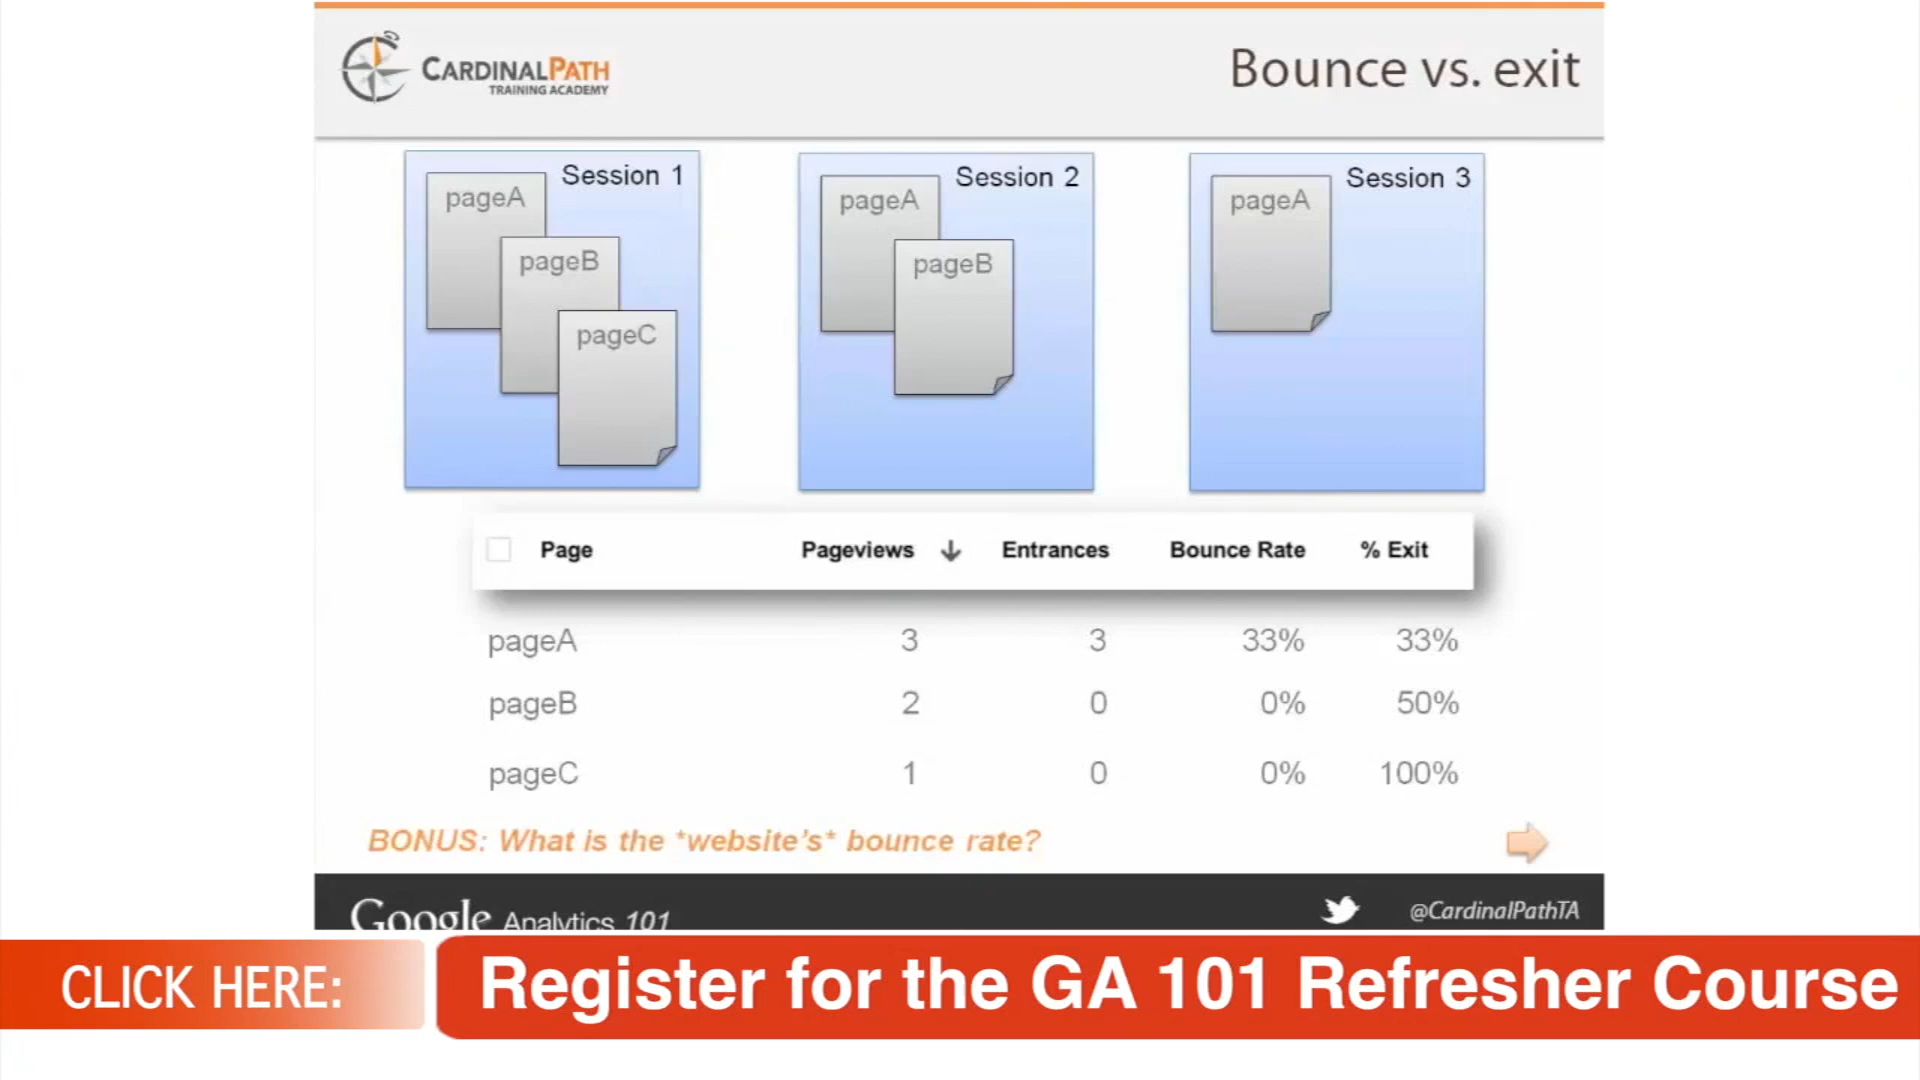 CARDINALPATH
TRAINING ACADEMY
Bounce vs. exit
Session 1
pageA
pageB
pageC
Session 2
pageA
pageB
Session 3
pageA
Page Pageviews ↓ Entrances Bounce Rate % Exit
pageA 3 3 33% 33%
pageB 2 0 0% 50%
pageC 1 0 0% 100%
BONUS: What is the *website's* bounce rate?
Google Analytics 101
@CardinalPathTA
CLICK HERE: Register for the GA 101 Refresher Course